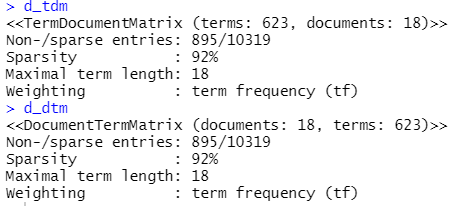 > d_tdm
<<TermDocumentMatrix (terms: 623, documents: 18)>>
Non-/sparse entries: 895/10319
Sparsity           : 92%
Maximal term length: 18
Weighting          : term frequency (tf)
> d_dtm
<<DocumentTermMatrix (documents: 18, terms: 623)>>
Non-/sparse entries: 895/10319
Sparsity           : 92%
Maximal term length: 18
Weighting          : term frequency (tf)